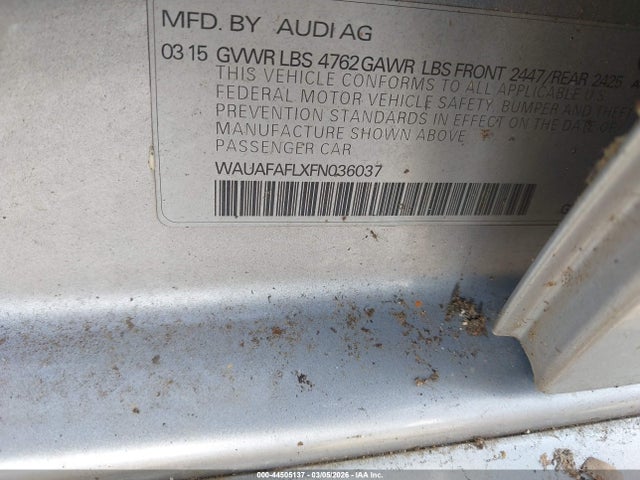 MFD. BY AUDI AG
03 15 GVWR LBS 4762 GAWR LBS FRONT 2447/REAR 2425
THIS VEHICLE CONFORMS TO ALL APPLICABLE U.S.
FEDERAL MOTOR VEHICLE SAFETY, BUMPER AND THEFT
PREVENTION STANDARDS IN EFFECT ON THE DATE OF
MANUFACTURE SHOWN ABOVE.
PASSENGER CAR
WAUAFAFLXFN036037
000-44505137 - 03/05/2026 - IAA